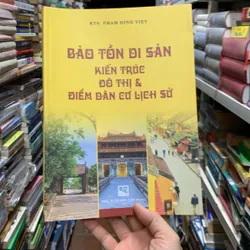 KTS. PHẠM ĐÌNH VIỆT
BẢO TỒN DI SẢN
KIẾN TRÚC
ĐÔ THỊ &
ĐIỂM DÂN CƯ LỊCH SỬ